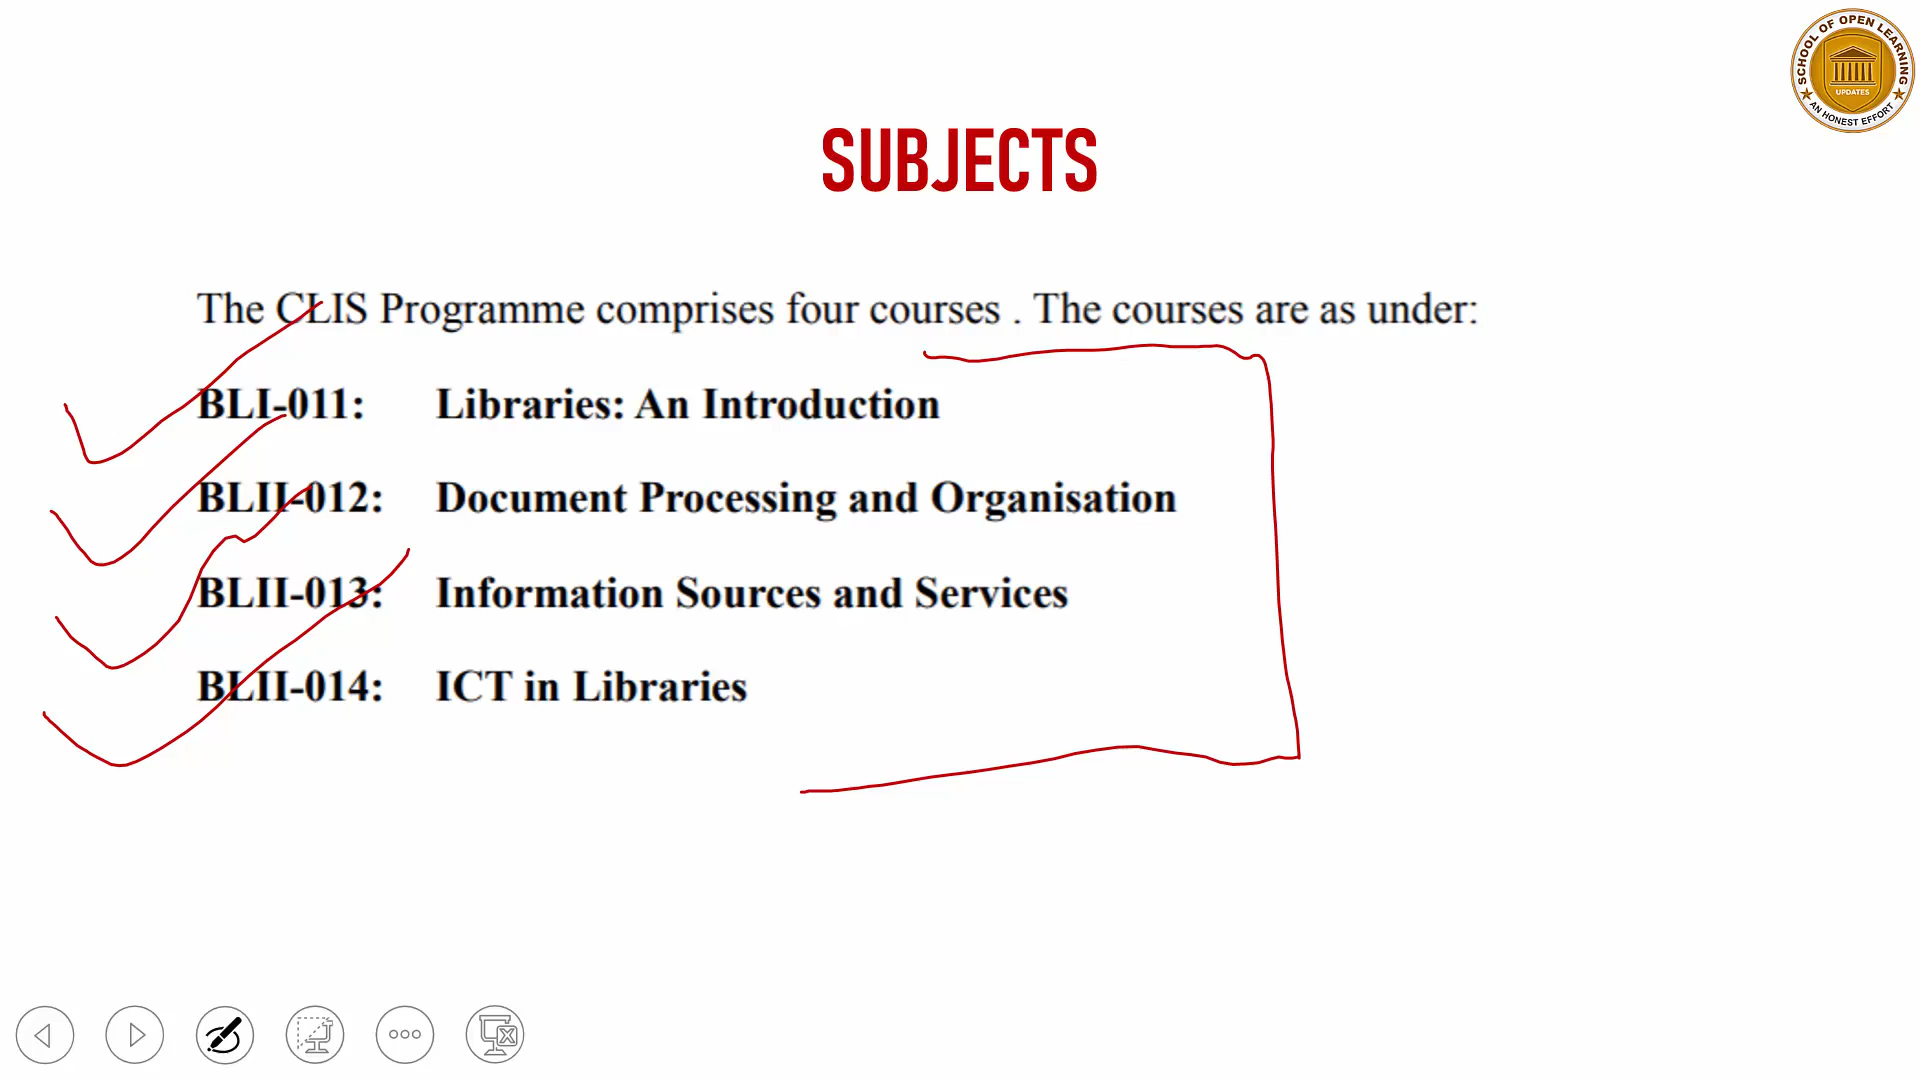 SCHOOL OF OPEN LEARNING
UPDATES
AN HONEST EFFORT
SUBJECTS
The CLIS Programme comprises four courses . The courses are as under:
BLI-011: Libraries: An Introduction
BLII-012: Document Processing and Organisation
BLII-013: Information Sources and Services
BLII-014: ICT in Libraries